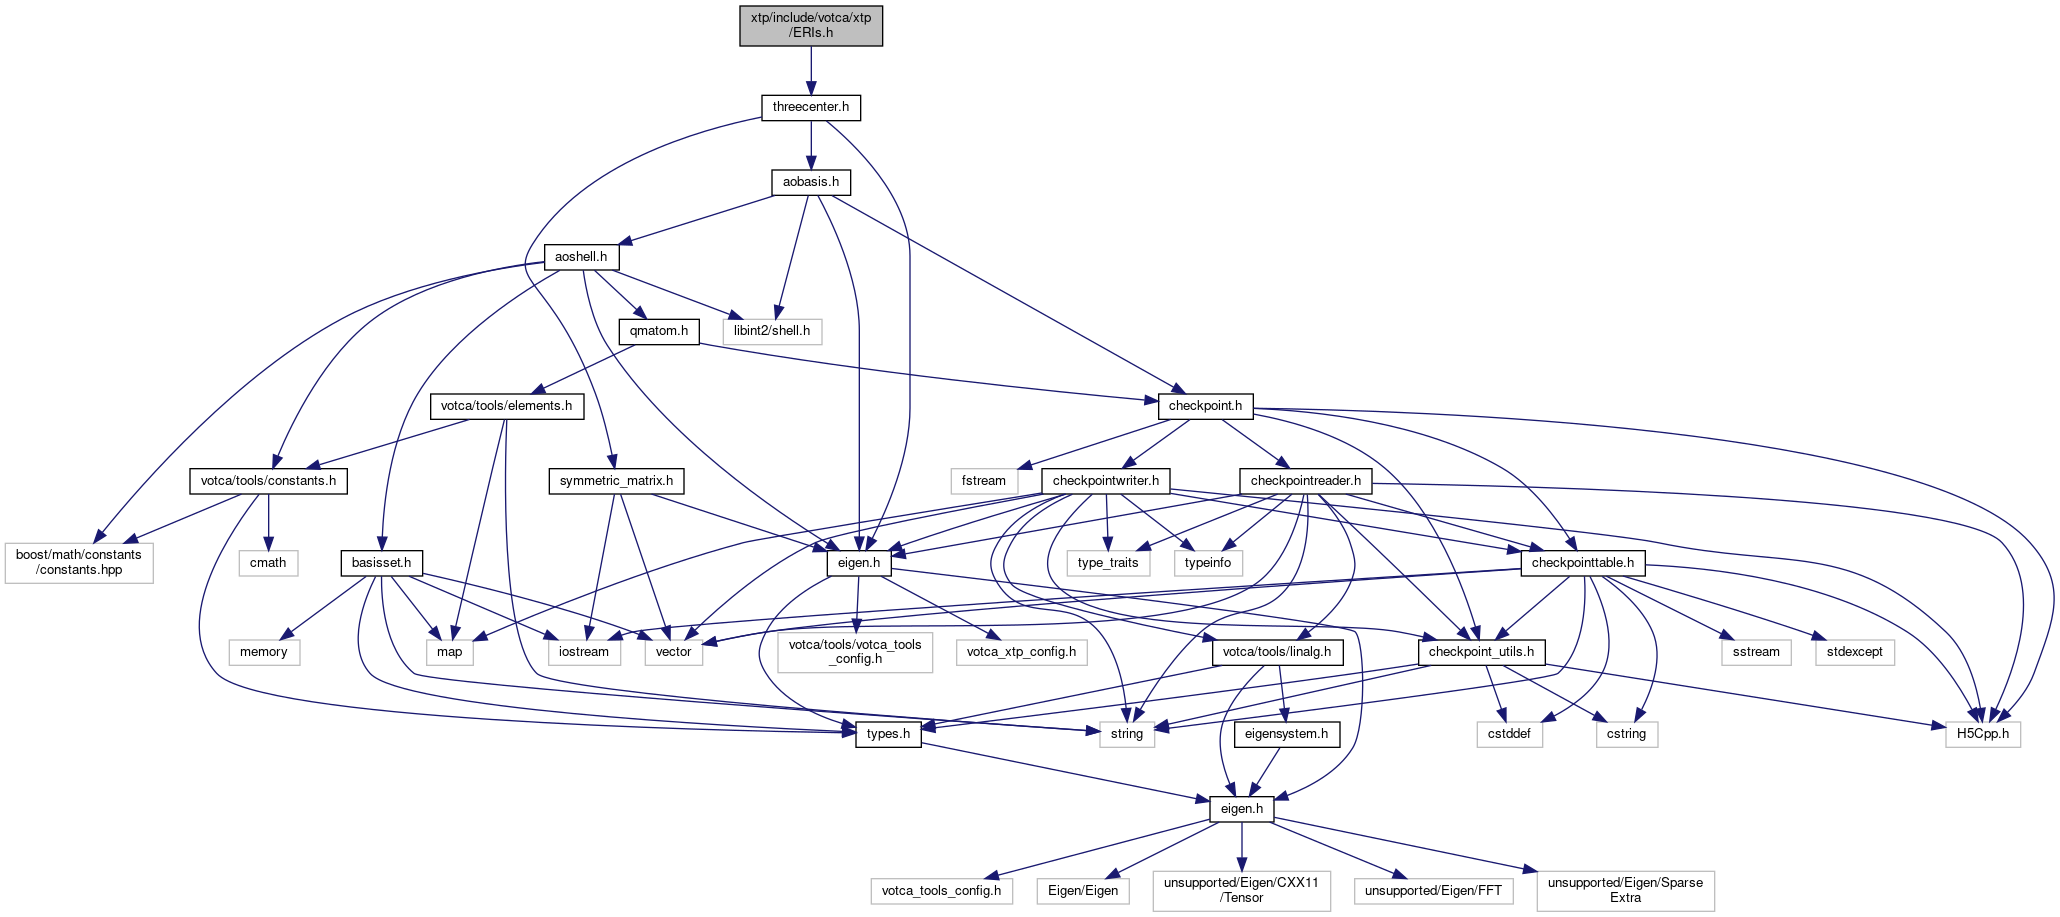 xtp/include/votca/xtp
/ERIs.h
threecenter.h
aobasis.h
aoshell.h
qmatom.h
libint2/shell.h
votca/tools/elements.h
checkpoint.h
votca/tools/constants.h
symmetric_matrix.h
fstream
checkpointwriter.h
checkpointreader.h
boost/math/constants
/constants.hpp
cmath
basisset.h
eigen.h
type_traits
typeinfo
checkpointtable.h
memory
map
iostream
vector
votca/tools/votca_tools
_config.h
votca_xtp_config.h
votca/tools/linalg.h
checkpoint_utils.h
sstream
stdexcept
types.h
string
eigensystem.h
cstddef
cstring
H5Cpp.h
eigen.h
votca_tools_config.h
Eigen/Eigen
unsupported/Eigen/CXX11
/Tensor
unsupported/Eigen/FFT
unsupported/Eigen/Sparse
Extra